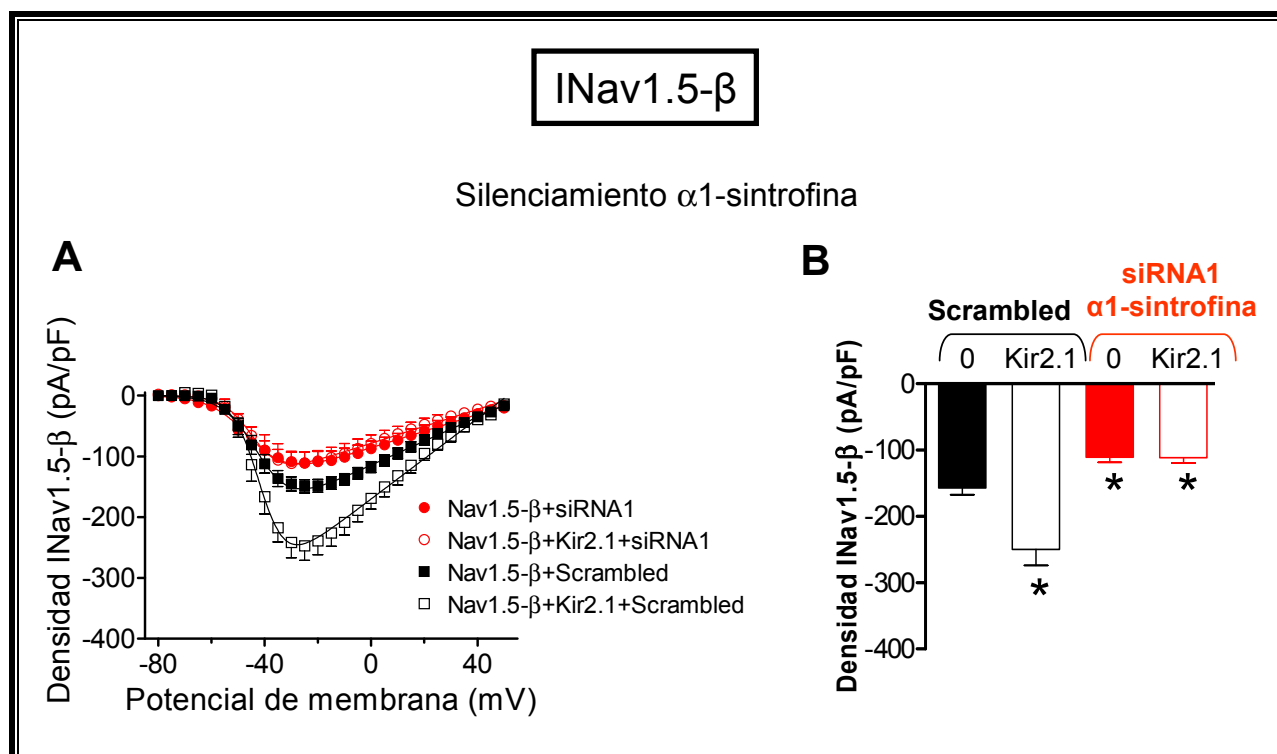 INav1.5-β
Silenciamiento α1-sintrofina
A
Densidad INav1.5-β (pA/pF)
0
-100
-200
-300
-400
-80
-40
0
40
Potencial de membrana (mV)
Nav1.5-β+siRNA1
Nav1.5-β+Kir2.1+siRNA1
Nav1.5-β+Scrambled
Nav1.5-β+Kir2.1+Scrambled
B
Scrambled
siRNA1
α1-sintrofina
0
Kir2.1
0
Kir2.1
Densidad INav1.5-β (pA/pF)
0
-100
-200
-300
-400
*
*
*